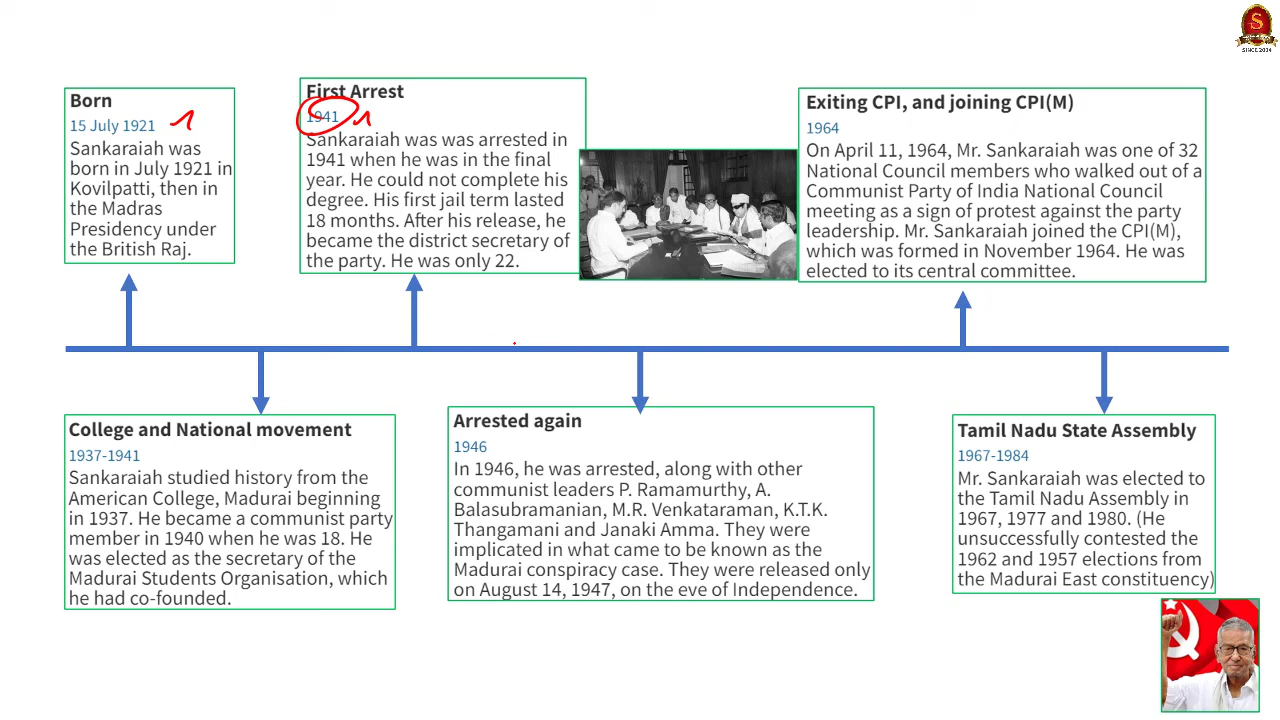 SINCE 2004
Born
15 July 1921
Sankaraiah was
born in July 1921 in
Kovilpatti, then in
the Madras
Presidency under
the British Raj.
First Arrest
1941
Sankaraiah was was arrested in
1941 when he was in the final
year. He could not complete his
degree. His first jail term lasted
18 months. After his release, he
became the district secretary of
the party. He was only 22.
Exiting CPI, and joining CPI(M)
1964
On April 11, 1964, Mr. Sankaraiah was one of 32
National Council members who walked out of a
Communist Party of India National Council
meeting as a sign of protest against the party
leadership. Mr. Sankaraiah joined the CPI(M),
which was formed in November 1964. He was
elected to its central committee.
College and National movement
1937-1941
Sankaraiah studied history from the
American College, Madurai beginning
in 1937. He became a communist party
member in 1940 when he was 18. He
was elected as the secretary of the
Madurai Students Organisation, which
he had co-founded.
Arrested again
1946
In 1946, he was arrested, along with other
communist leaders P. Ramamurthy, A.
Balasubramanian, M.R. Venkataraman, K.T.K.
Thangamani and Janaki Amma. They were
implicated in what came to be known as the
Madurai conspiracy case. They were released only
on August 14, 1947, on the eve of Independence.
Tamil Nadu State Assembly
1967-1984
Mr. Sankaraiah was elected to
the Tamil Nadu Assembly in
1967, 1977 and 1980. (He
unsuccessfully contested the
1962 and 1957 elections from
the Madurai East constituency)